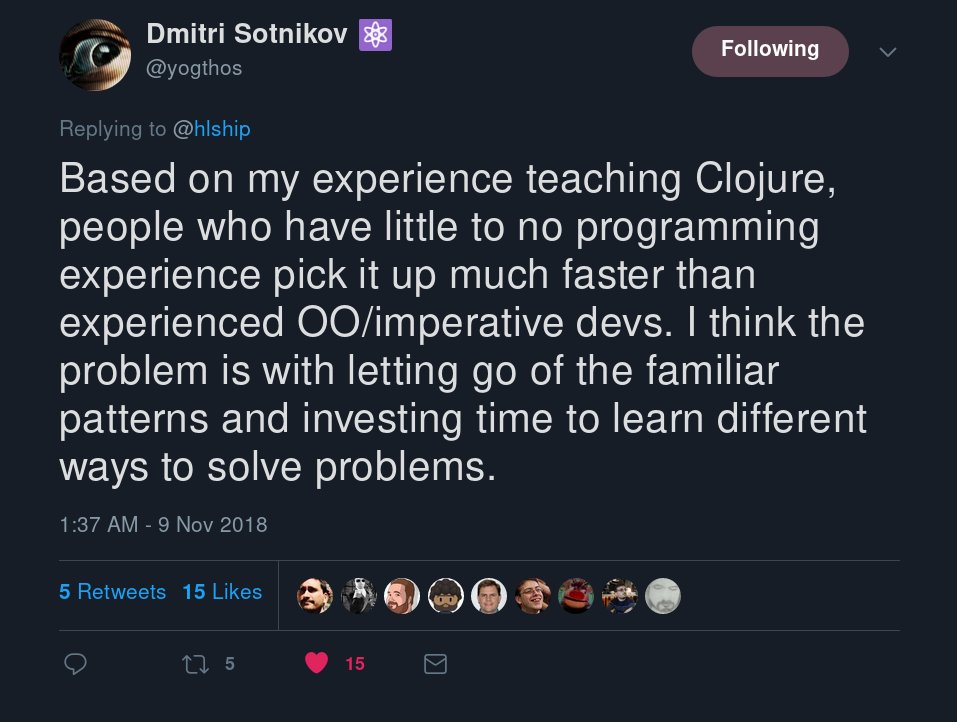 Dmitri Sotnikov ⚛
@yogthos
Following
Replying to @hlship
Based on my experience teaching Clojure,
people who have little to no programming
experience pick it up much faster than
experienced OO/imperative devs. I think the
problem is with letting go of the familiar
patterns and investing time to learn different
ways to solve problems.
1:37 AM - 9 Nov 2018
5 Retweets 15 Likes
5 15